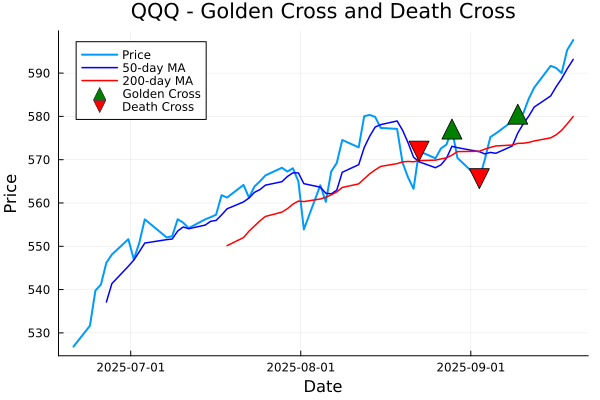 QQQ - Golden Cross and Death Cross
Price
50-day MA
200-day MA
Golden Cross
Death Cross
590
580
570
560
550
540
530
Price
2025-07-01
2025-08-01
2025-09-01
Date